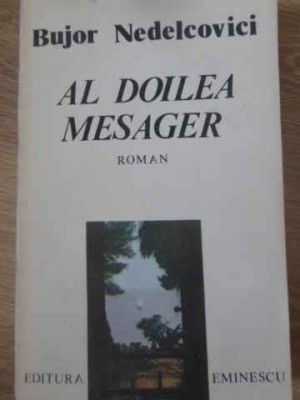 Bujor Nedelcovici
AL DOILEA
MESAGER
ROMAN
EDITURA EMINESCU